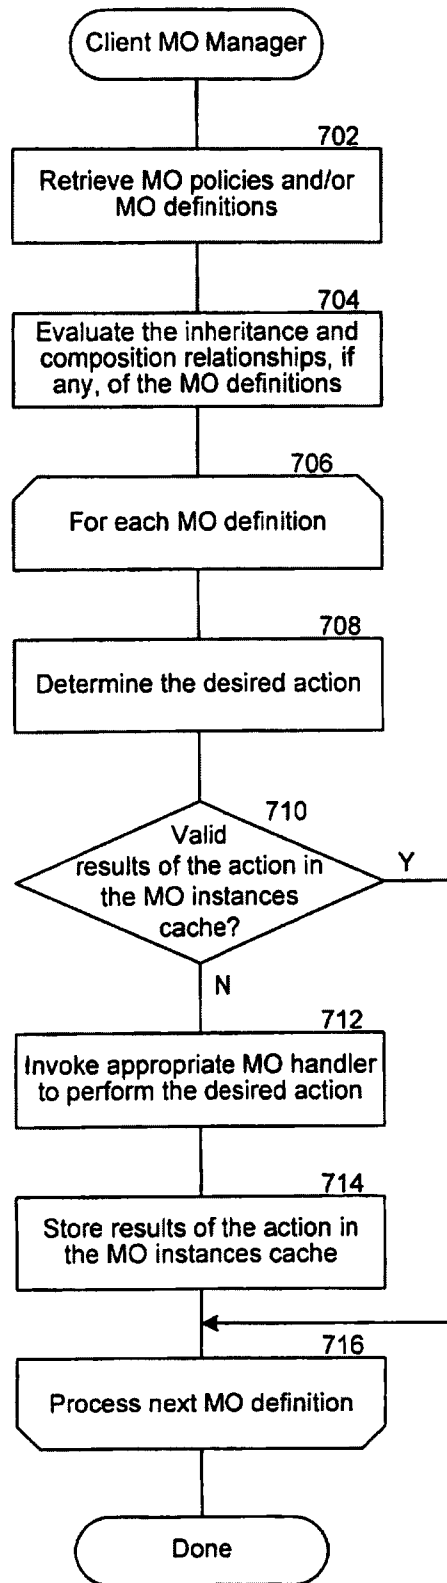 Client MO Manager
702
Retrieve MO policies and/or
MO definitions
704
Evaluate the inheritance and
composition relationships, if
any, of the MO definitions
706
For each MO definition
708
Determine the desired action
710
Valid
results of the action in
the MO instances
cache?
Y
N
712
Invoke appropriate MO handler
to perform the desired action
714
Store results of the action in
the MO instances cache
716
Process next MO definition
Done